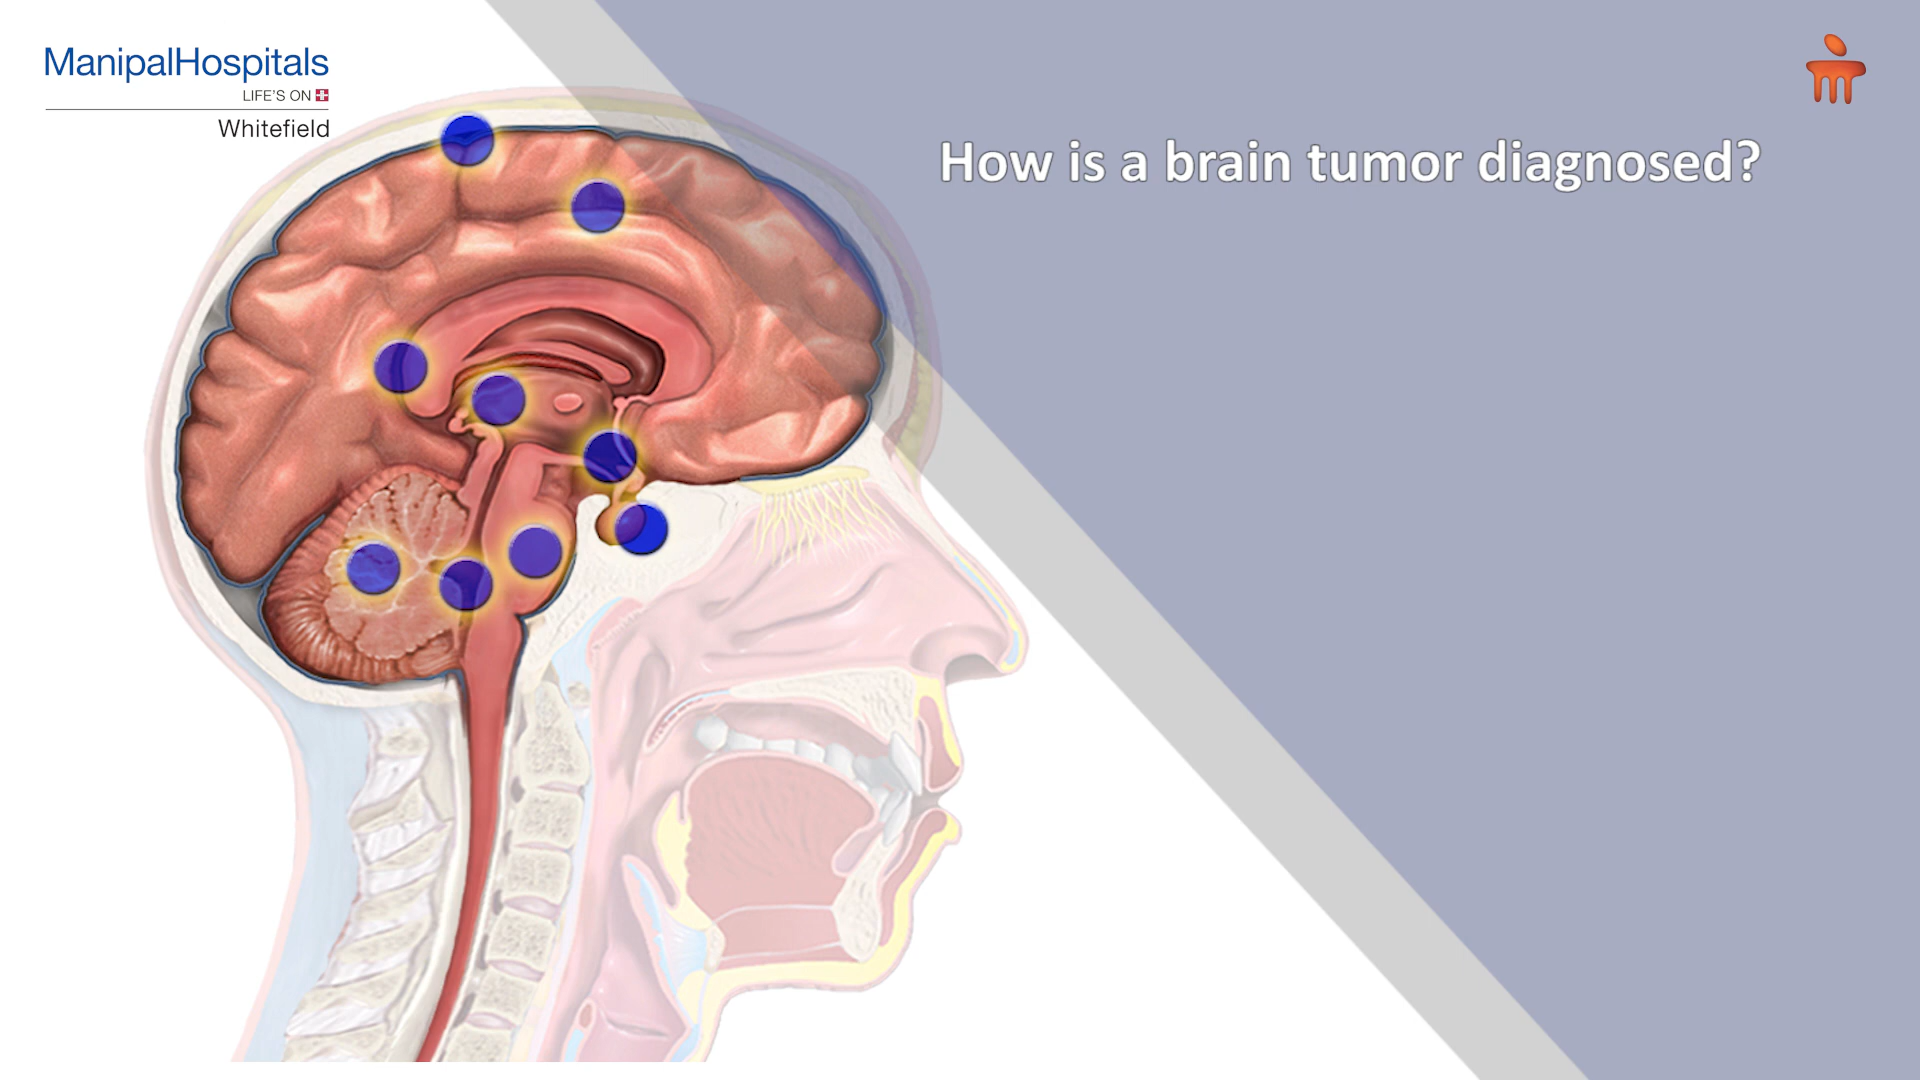 ManipalHospitals
LIFE'S ON
Whitefield
How is a brain tumor diagnosed?